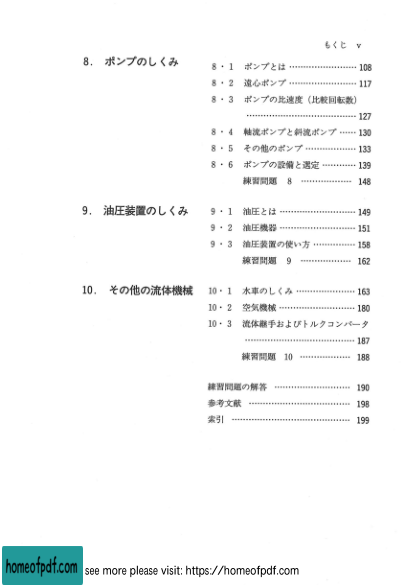 もくじ v
8. ポンプのしくみ
8・1 ポンプとは ……………………… 108
8・2 遠心ポンプ ……………………… 117
8・3 ポンプの比速度（比較回転数）
…………………………………… 127
8・4 軸流ポンプと斜流ポンプ …… 130
8・5 その他のポンプ ………………… 133
8・6 ポンプの設備と選定 ………… 139
練習問題 8 ………………… 148
9. 油圧装置のしくみ
9・1 油圧とは ………………………… 149
9・2 油圧機器 ………………………… 151
9・3 油圧装置の使い方 …………… 158
練習問題 9 ………………… 162
10. その他の流体機械
10・1 水車のしくみ …………………… 163
10・2 空気機械 ………………………… 180
10・3 流体継手およびトルクコンバータ
…………………………………… 187
練習問題 10 ………………… 188
練習問題の解答 ………………………… 190
参考文献 ………………………………… 198
索引 ……………………………………… 199
homeofpdf.com
see more please visit: https://homeofpdf.com